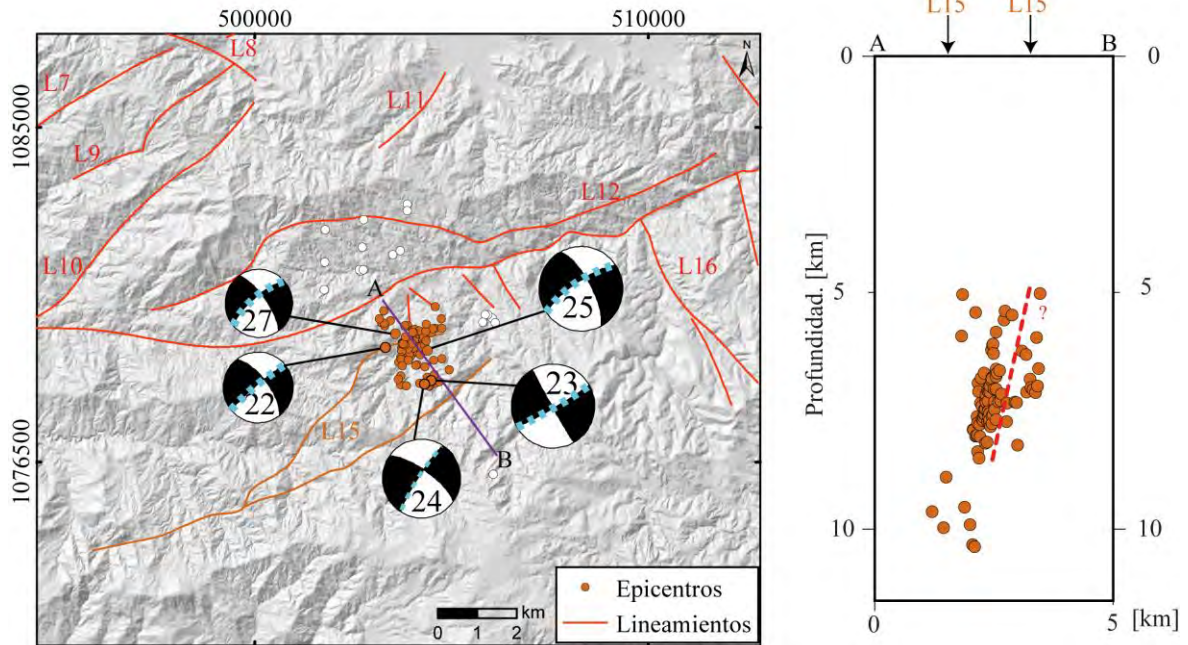 500000 510000
L15 L15
A B
0 0
N
L8
L7
L11
1085000
L9
L12
L10
L16
A
27
25
5 5
?
22
23
L15
B
24
1076500
Profundidad. [km]
10 10
Epicentros
Lineamientos
km
0 1 2
0 5 [km]